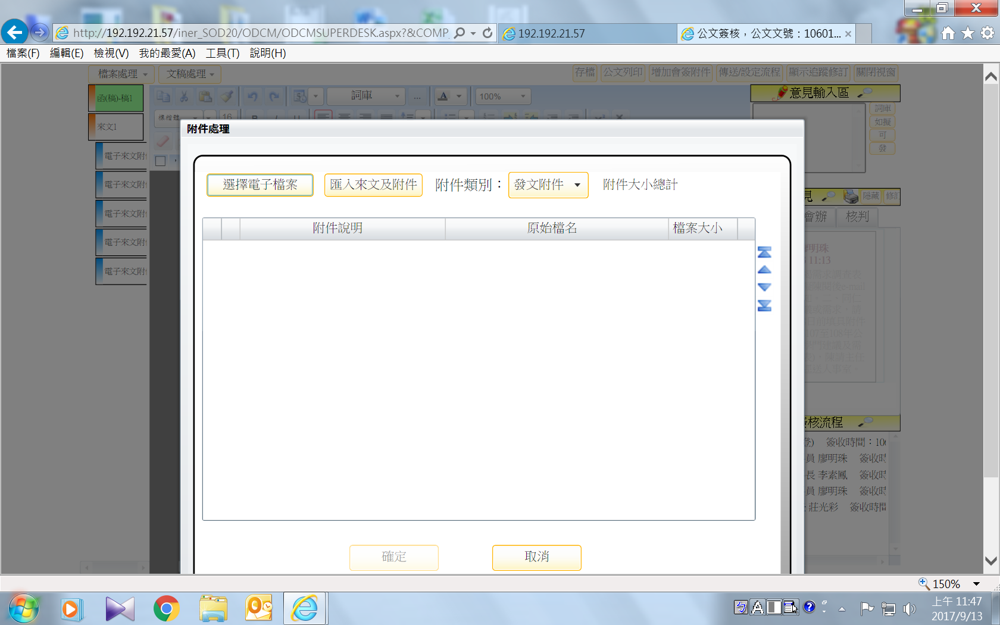 http://192.192.21.57/iner_SOD20/ODCM/ODCMSUPERDESK.aspx?&COMP
192.192.21.57
公文簽核，公文文號：10601...
檔案(F) 編輯(E) 檢視(V) 我的最愛(A) 工具(T) 說明(H)
檔案處理 文稿處理 存檔 公文列印 增加會簽附件 傳送/設定流程 顯示追蹤修訂 關閉視窗
函(稿)-稿1
詞庫 ... A 100%
意見輸入區
標楷體 16
詞庫
如擬
可
發
來文1
附件處理
電子來文附
電子來文附
電子來文附
電子來文附
電子來文附
選擇電子檔案 匯入來文及附件 附件類別： 發文附件 附件大小總計
見 隱藏 修訂
會辦 核判
附件說明 原始檔名 檔案大小
明珠
11:13
核流程
簽收時間：10
員 廖明珠 簽收時
長 李素鳳 簽收時
員 廖明珠 簽收時
莊光彩 簽收時間
確定 取消
150%
上午 11:47
2017/9/13